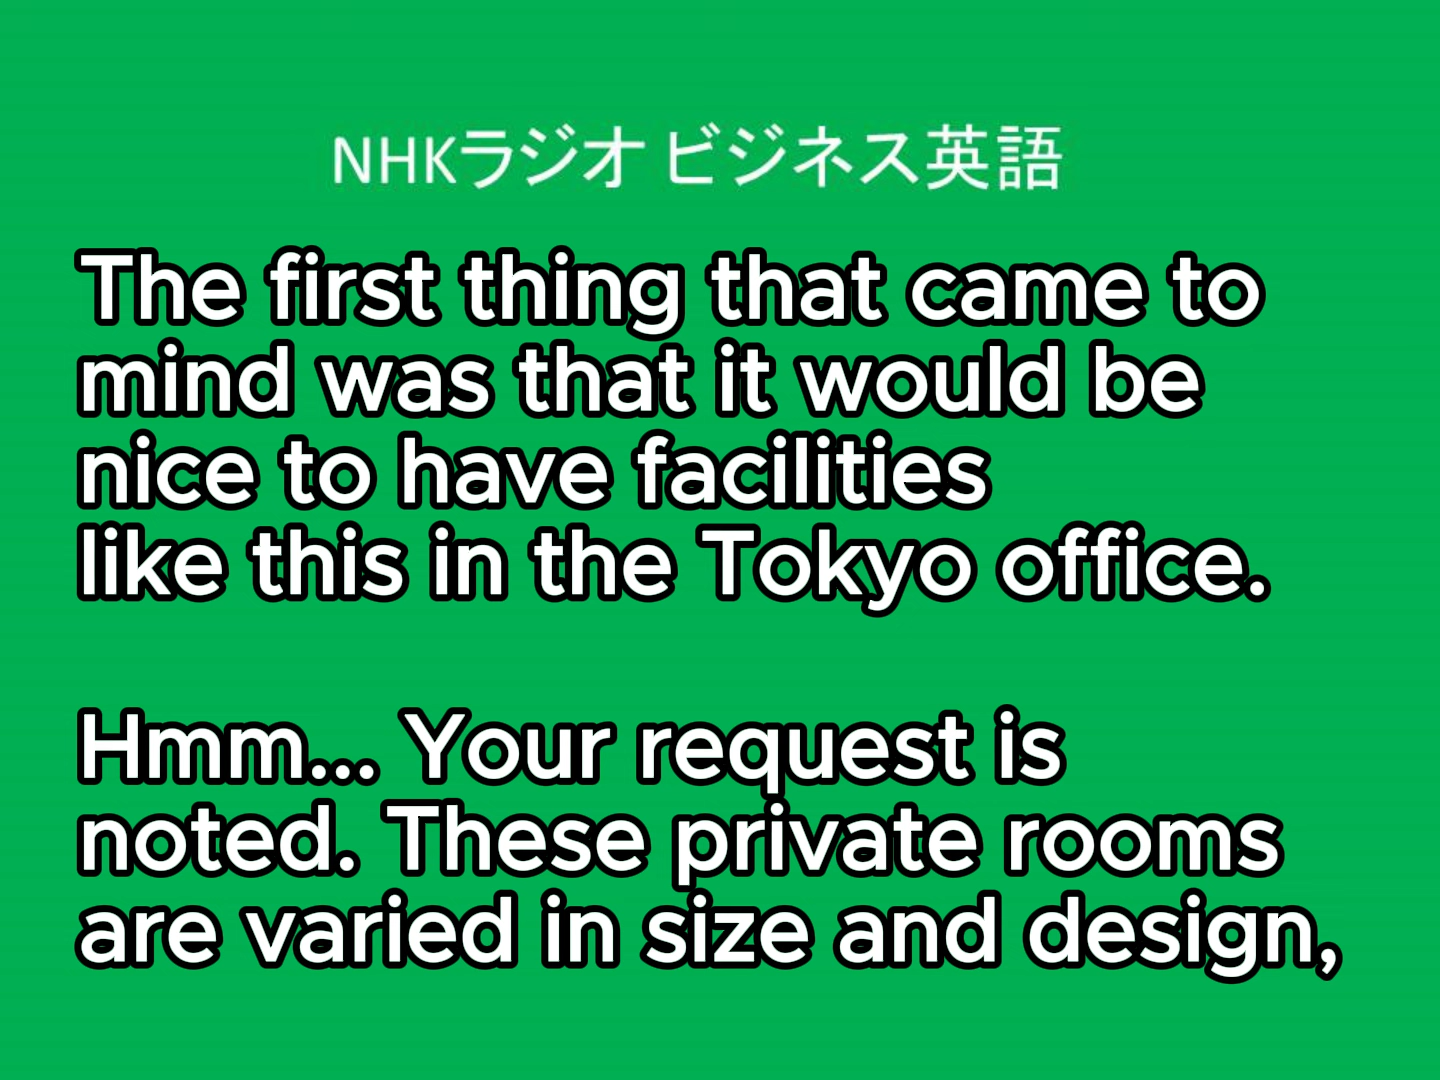 NHKラジオ ビジネス英語
The first thing that came to
mind was that it would be
nice to have facilities
like this in the Tokyo office.
Hmm... Your request is
noted. These private rooms
are varied in size and design,